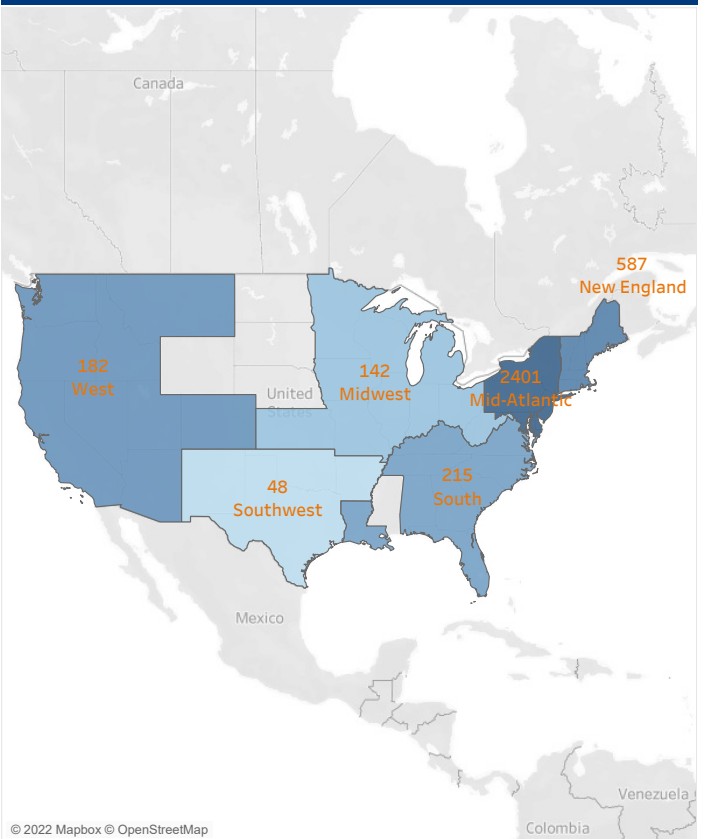 Canada
587
New England
182
West
142
Midwest
2401
Mid-Atlantic
United
States
215
South
48
Southwest
Mexico
Venezuela
Colombia
© 2022 Mapbox © OpenStreetMap